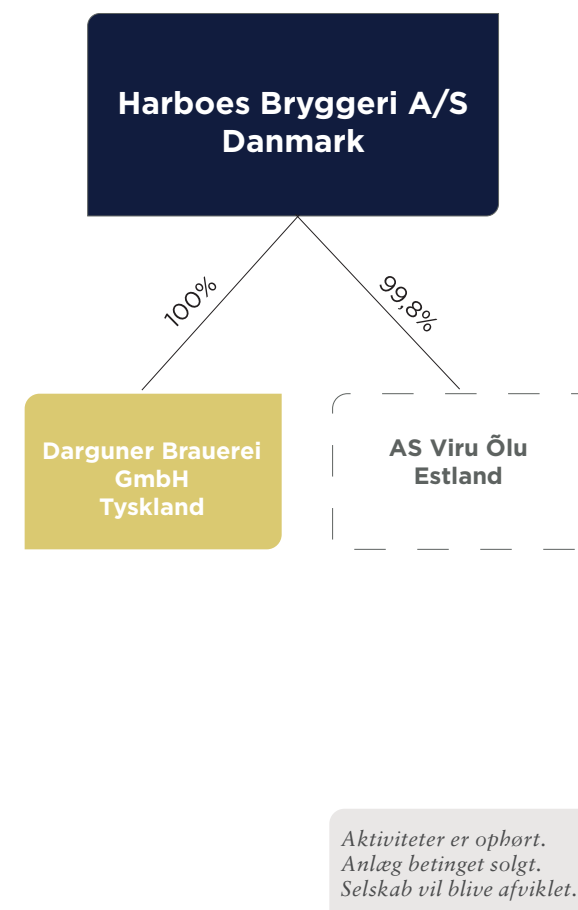 Harboes Bryggeri A/S
Danmark
100%
99,8%
Darguner Brauerei
GmbH
Tyskland
AS Viru Õlu
Estland
Aktiviteter er ophørt.
Anlæg betinget solgt.
Selskab vil blive afviklet.